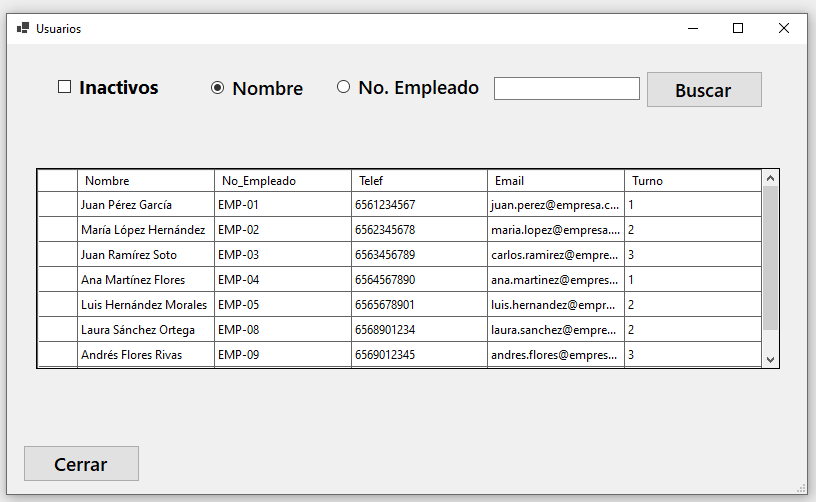 Usuarios
Inactivos Nombre No. Empleado Buscar
Nombre No_Empleado Telef Email Turno
Juan Pérez García EMP-01 6561234567 juan.perez@empresa.c... 1
María López Hernández EMP-02 6562345678 maria.lopez@empresa.... 2
Juan Ramírez Soto EMP-03 6563456789 carlos.ramirez@empre... 3
Ana Martínez Flores EMP-04 6564567890 ana.martinez@empres... 1
Luis Hernández Morales EMP-05 6565678901 luis.hernandez@empr... 2
Laura Sánchez Ortega EMP-08 6568901234 laura.sanchez@empre... 2
Andrés Flores Rivas EMP-09 6569012345 andres.flores@empres... 3
Cerrar